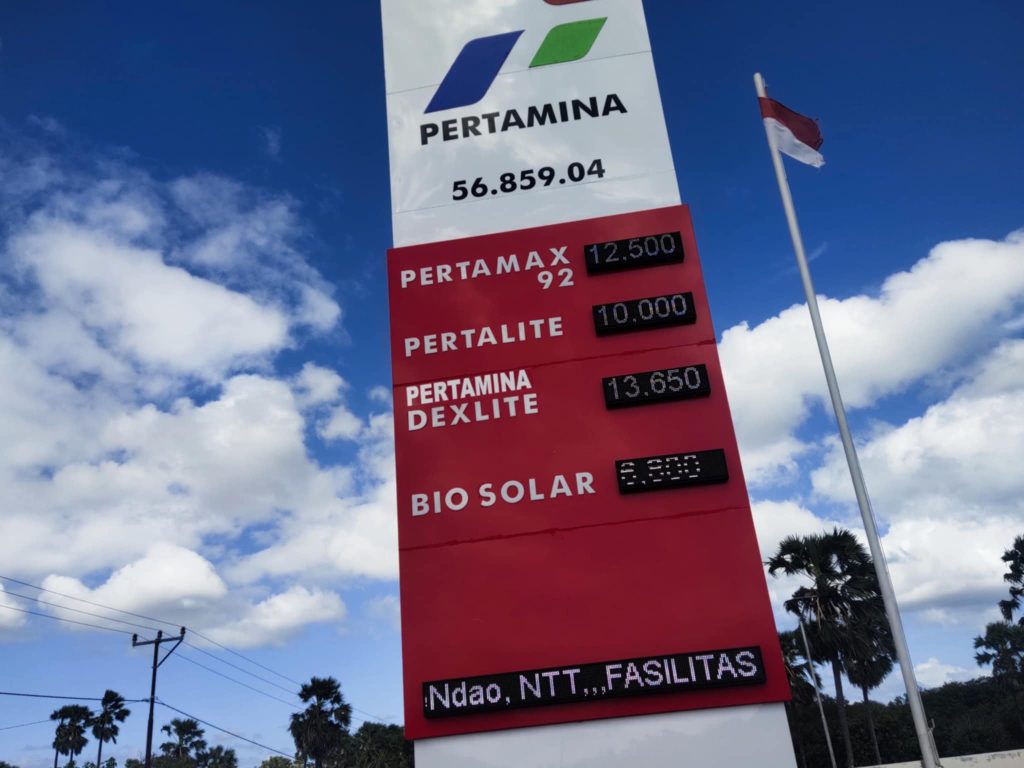 PERTAMINA
56.859.04
PERTAMAX 12.500
92
PERTALITE 10.000
PERTAMINA
DEXLITE 13.650
BIO SOLAR
Ndao, NTT,,,FASILITAS